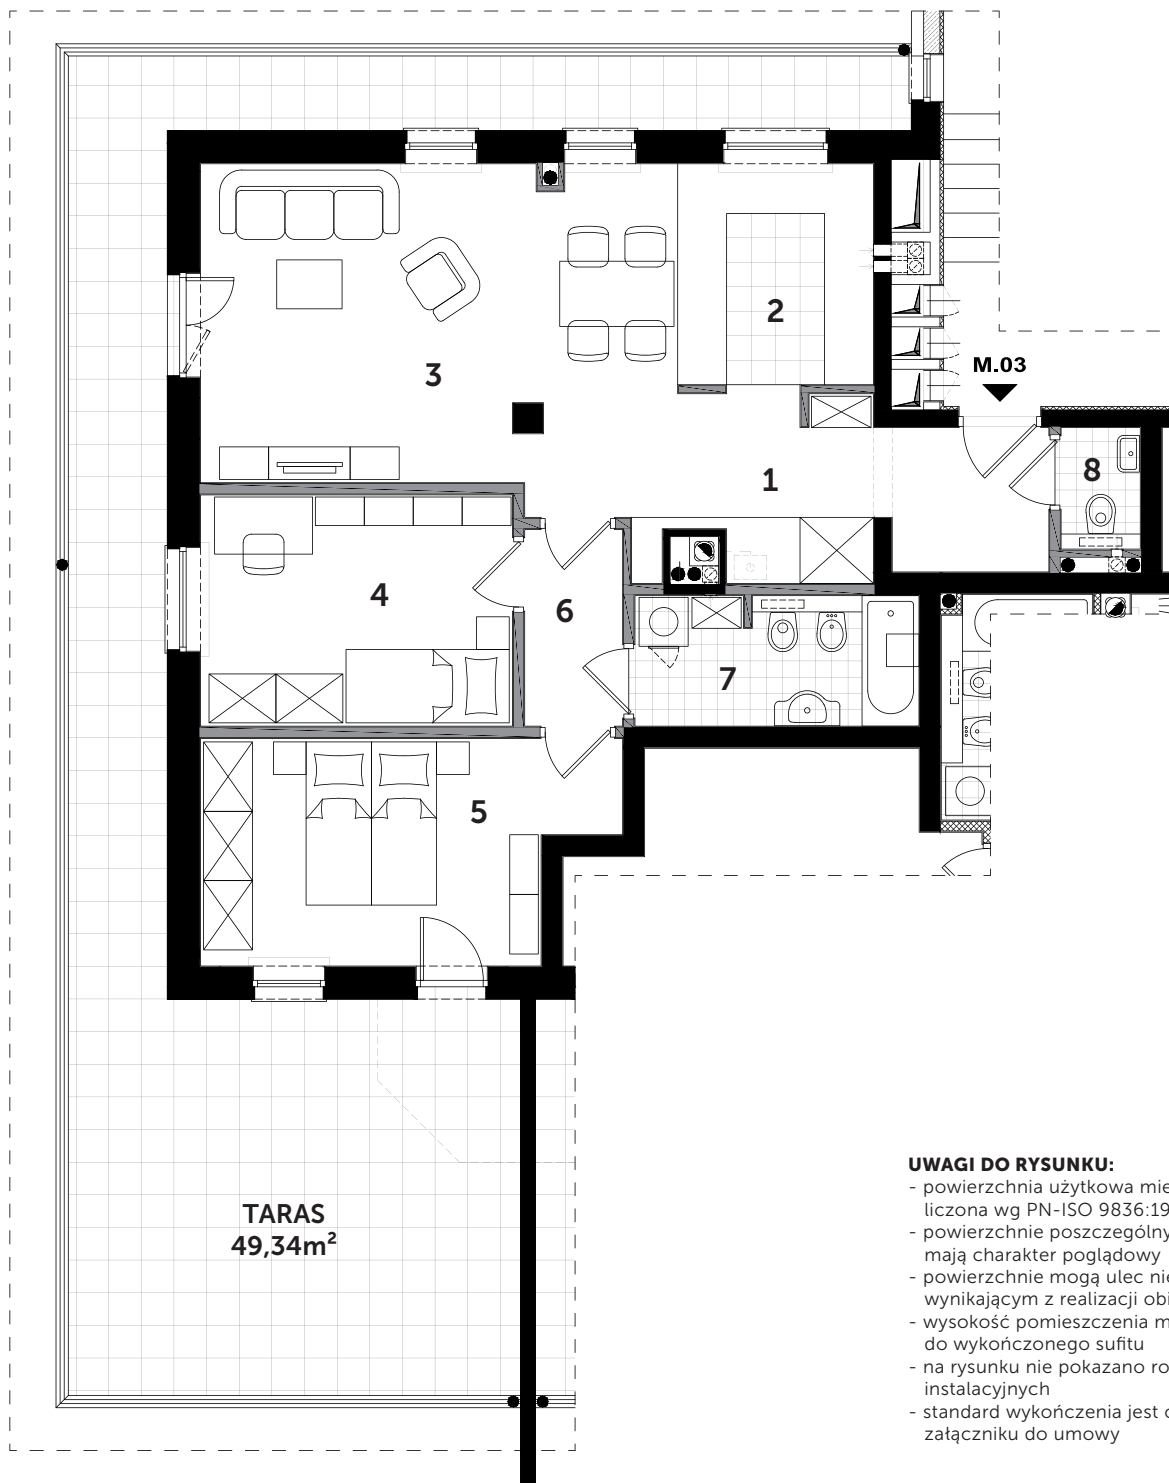 2
3
M.03
1
8
4
6
7
5
TARAS
49,34m²
UWAGI DO RYSUNKU:
- powierzchnia użytkowa mie
liczona wg PN-ISO 9836:19
- powierzchnie poszczególny
mają charakter poglądowy
- powierzchnie mogą ulec nie
wynikającym z realizacji obi
- wysokość pomieszczenia m
do wykończonego sufitu
- na rysunku nie pokazano ro
instalacyjnych
- standard wykończenia jest o
załączniku do umowy